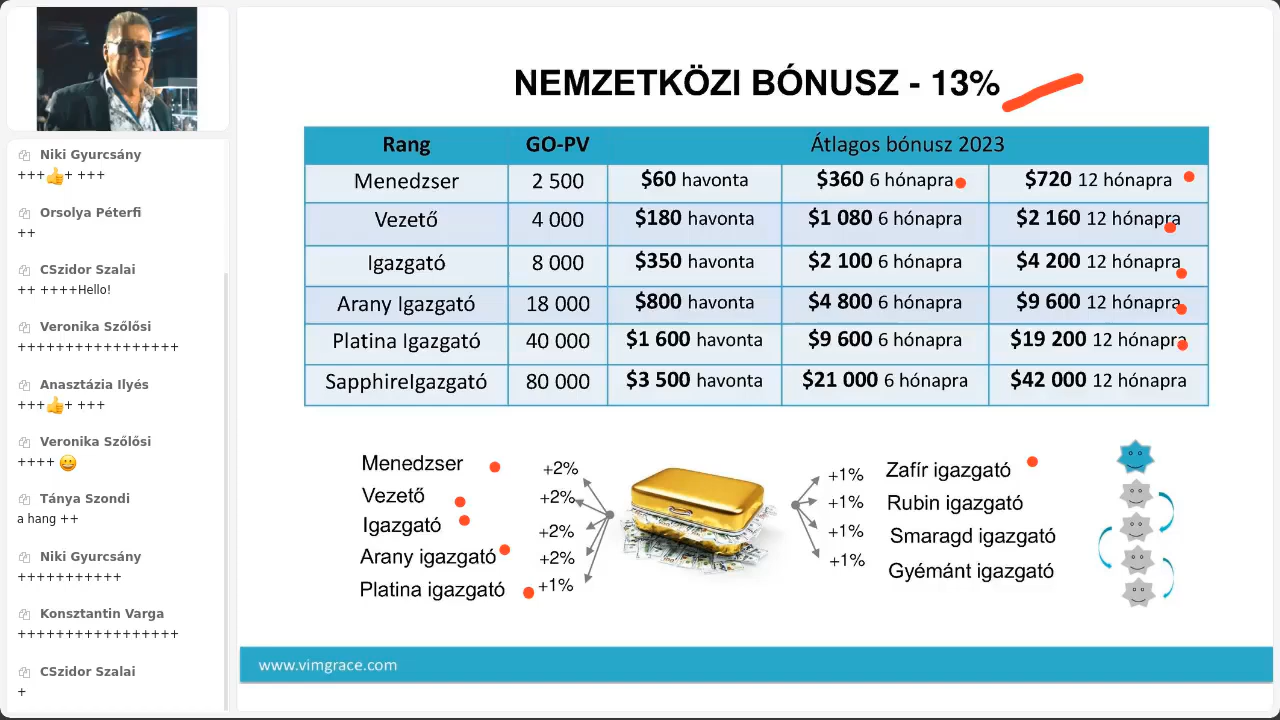 Niki Gyurcsány
+++👍+ +++
Orsolya Péterfi
++
CSzidor Szalai
++ ++++Hello!
Veronika Szőlősi
+++++++++++++++++
Anasztázia Ilyés
+++👍+ +++
Veronika Szőlősi
++++ 😀
Tánya Szondi
a hang ++
Niki Gyurcsány
+++++++++++
Konsztantin Varga
+++++++++++++++++
CSzidor Szalai
+
NEMZETKÖZI BÓNUSZ - 13%
Rang GO-PV Átlagos bónusz 2023
Menedzser 2 500 $60 havonta $360 6 hónapra $720 12 hónapra
Vezető 4 000 $180 havonta $1 080 6 hónapra $2 160 12 hónapra
Igazgató 8 000 $350 havonta $2 100 6 hónapra $4 200 12 hónapra
Arany Igazgató 18 000 $800 havonta $4 800 6 hónapra $9 600 12 hónapra
Platina Igazgató 40 000 $1 600 havonta $9 600 6 hónapra $19 200 12 hónapra
SapphireIgazgató 80 000 $3 500 havonta $21 000 6 hónapra $42 000 12 hónapra
Menedzser +2%
Vezető +2%
Igazgató +2%
Arany igazgató +2%
Platina igazgató +1%
+1% Zafír igazgató
+1% Rubin igazgató
+1% Smaragd igazgató
+1% Gyémánt igazgató
www.vimgrace.com